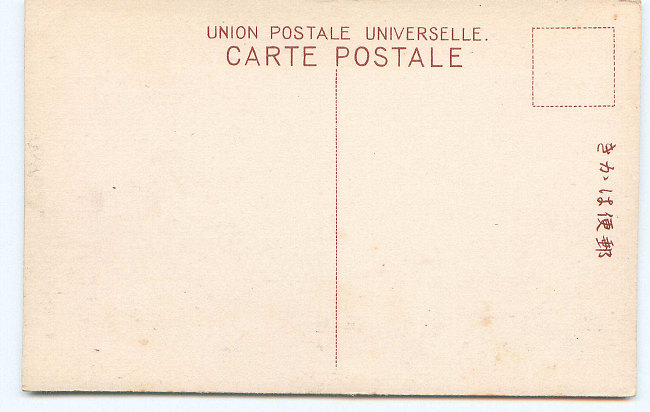 UNION POSTALE UNIVERSELLE.
CARTE POSTALE
郵便はかき